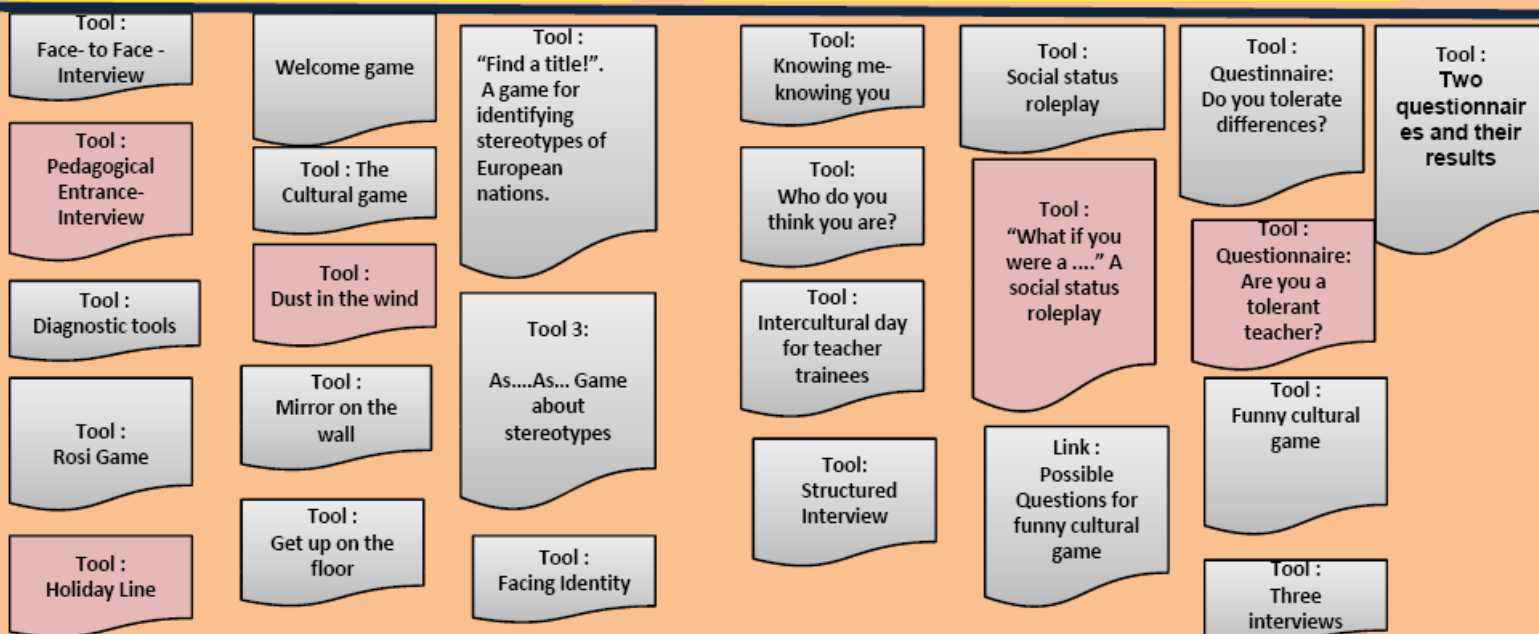 Tool :
Face- to Face -
Interview
Tool :
Pedagogical
Entrance-
Interview
Tool :
Diagnostic tools
Tool :
Rosi Game
Tool :
Holiday Line
Welcome game
Tool : The
Cultural game
Tool :
Dust in the wind
Tool :
Mirror on the
wall
Tool :
Get up on the
floor
Tool :
“Find a title!”.
A game for
identifying
stereotypes of
European
nations.
Tool 3:
As....As... Game
about
stereotypes
Tool :
Facing Identity
Tool:
Knowing me-
knowing you
Tool:
Who do you
think you are?
Tool :
Intercultural day
for teacher
trainees
Tool:
Structured
Interview
Tool :
Social status
roleplay
Tool :
“What if you
were a ....” A
social status
roleplay
Link :
Possible
Questions for
funny cultural
game
Tool :
Questinnaire:
Do you tolerate
differences?
Tool :
Questionnaire:
Are you a
tolerant
teacher?
Tool :
Funny cultural
game
Tool :
Three
interviews
Tool :
Two
questionnair
es and their
results